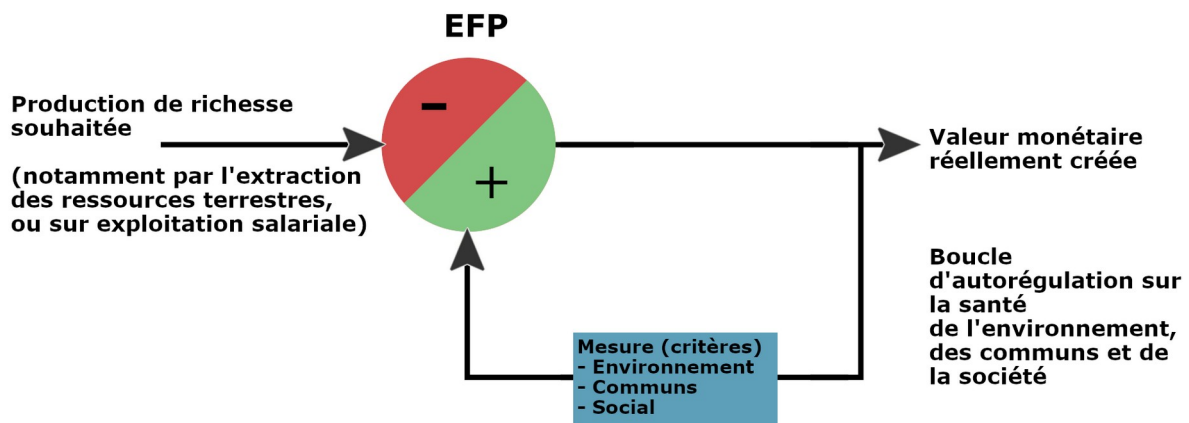 EFP
Production de richesse
souhaitée
(notamment par l'extraction
des ressources terrestres,
ou sur exploitation salariale)
-
+
Valeur monétaire
réellement créée
Boucle
d'autorégulation sur
la santé
de l'environnement,
des communs et de
la société
Mesure (critères)
- Environnement
- Communs
- Social